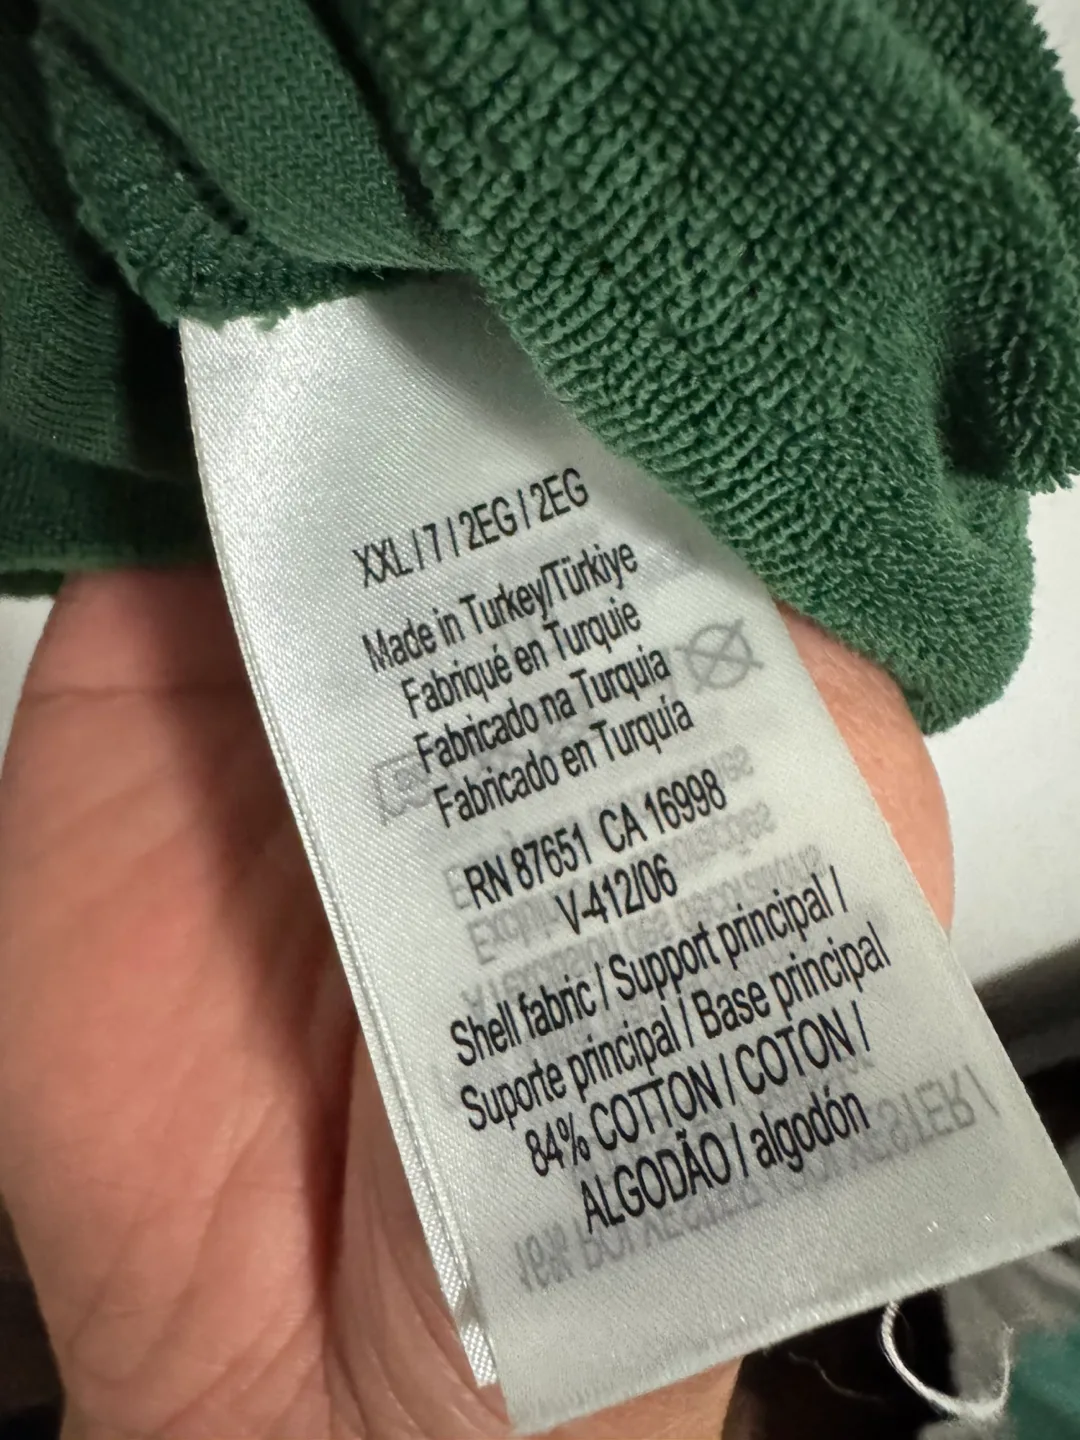 XXL / 7 / 2EG / 2EG
Made in Turkey/Türkiye
Fabriqué en Turquie
Fabricado na Turquia
Fabricado en Turquía
RN 87651 CA 16998
V-412/06
Shell fabric / Support principal /
Suporte principal / Base principal
84% COTTON / COTON /
ALGODÃO / algodón